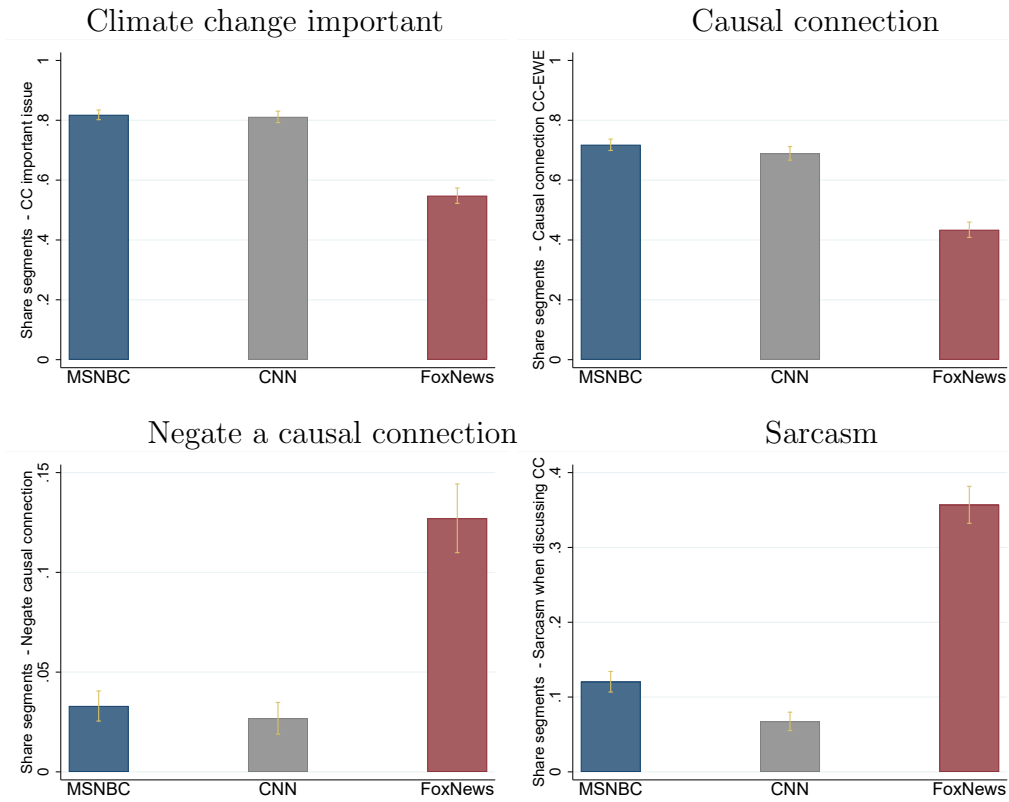 Climate change important
Share segments - CC important issue
1
.8
.6
.4
.2
0
MSNBC CNN FoxNews
Causal connection
Share segments - Causal connection CC-EWE
1
.8
.6
.4
.2
0
MSNBC CNN FoxNews
Negate a causal connection
Share segments - Negate causal connection
.15
.1
.05
0
MSNBC CNN FoxNews
Sarcasm
Share segments - Sarcasm when discussing CC
.4
.3
.2
.1
0
MSNBC CNN FoxNews